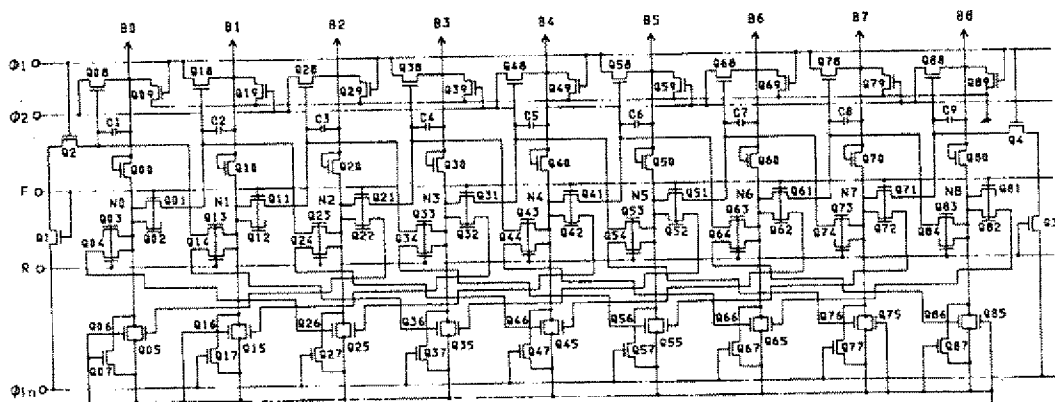 B0 B1 B2 B3 B4 B5 B6 B7 B8
Φ1
Q08 Q18 Q28 Q38 Q48 Q58 Q68 Q78 Q88
Q09 Q19 Q29 Q39 Q49 Q59 Q69 Q79 Q89
Φ2
C1 C2 C3 C4 C5 C6 C7 C8 C9
Q2 Q4
Q00 Q10 Q20 Q30 Q40 Q50 Q60 Q70 Q80
F
N0 Q01 N1 Q11 N2 Q21 N3 Q31 N4 Q41 N5 Q51 N6 Q61 N7 Q71 N8 Q81
Q03 Q13 Q23 Q33 Q43 Q53 Q63 Q73 Q83
Q1 Q04 Q02 Q14 Q12 Q24 Q22 Q34 Q32 Q44 Q42 Q54 Q52 Q64 Q62 Q74 Q72 Q84 Q82
R
Q06 Q16 Q26 Q36 Q46 Q56 Q66 Q76 Q75 Q86 Q85
Q05 Q15 Q25 Q35 Q45 Q55 Q65
Q07 Q17 Q27 Q37 Q47 Q57 Q67 Q77 Q87
Φin